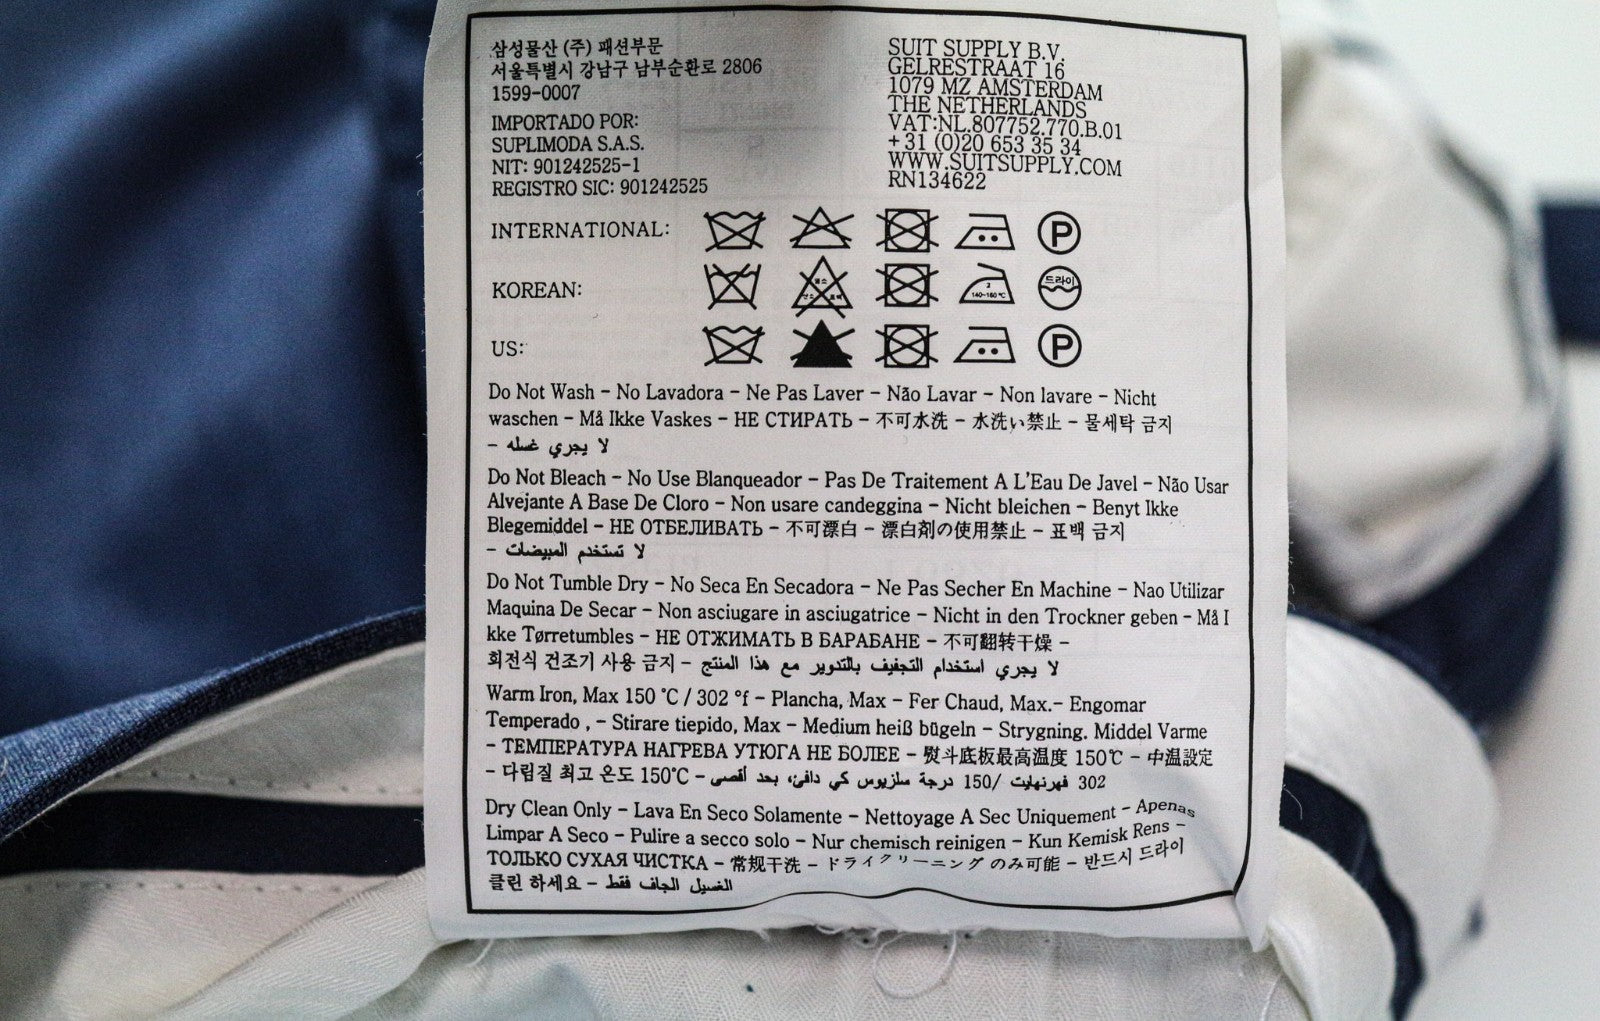 삼성물산 (주) 패션부문
서울특별시 강남구 남부순환로 2806
1599-0007
IMPORTADO POR:
SUPLIMODA S.A.S.
NIT: 901242525-1
REGISTRO SIC: 901242525
SUIT SUPPLY B.V.
GELRESTRAAT 16
1079 MZ AMSTERDAM
THE NETHERLANDS
VAT:NL.807752.770.B.01
+31 (0)20 653 35 34
WWW.SUITSUPPLY.COM
RN134622
INTERNATIONAL: P
KOREAN: 2 140~160℃ 드라이
US: P
Do Not Wash - No Lavadora - Ne Pas Laver - Não Lavar - Non lavare - Nicht
waschen - Må Ikke Vaskes - НЕ СТИРАТЬ - 不可水洗 - 水洗い禁止 - 물세탁 금지
- لا يجري غسله
Do Not Bleach - No Use Blanqueador - Pas De Traitement A L'Eau De Javel - Não Usar
Alvejante A Base De Cloro - Non usare candeggina - Nicht bleichen - Benyt Ikke
Blegemiddel - НЕ ОТБЕЛИВАТЬ - 不可漂白 - 漂白剤の使用禁止 - 표백 금지
- لا تستخدم المبيضات
Do Not Tumble Dry - No Seca En Secadora - Ne Pas Secher En Machine - Nao Utilizar
Maquina De Secar - Non asciugare in asciugatrice - Nicht in den Trockner geben - Må I
kke Tørretumbles - НЕ ОТЖИМАТЬ В БАРАБАНЕ - 不可翻转干燥 -
회전식 건조기 사용 금지 - لا يجري استخدام التجفيف بالتدوير مع هذا المنتج
Warm Iron, Max 150 °C / 302 °f - Plancha, Max - Fer Chaud, Max.- Engomar
Temperado , - Stirare tiepido, Max - Medium heiß bügeln - Strygning. Middel Varme
- ТЕМПЕРАТУРА НАГРЕВА УТЮГА НЕ БОЛЕЕ - 熨斗底板最高温度 150℃ - 中温設定
- 다림질 최고 온도 150℃ - 302 فهرنهايت /150 درجة سلزيوس كي دافئ، بحد أقصى
Dry Clean Only - Lava En Seco Solamente - Nettoyage A Sec Uniquement - Apenas
Limpar A Seco - Pulire a secco solo - Nur chemisch reinigen - Kun Kemisk Rens -
ТОЛЬКО СУХАЯ ЧИСТКА - 常规干洗 - ドライクリーニング のみ可能 - 반드시 드라이
클린 하세요 - الغسيل الجاف فقط